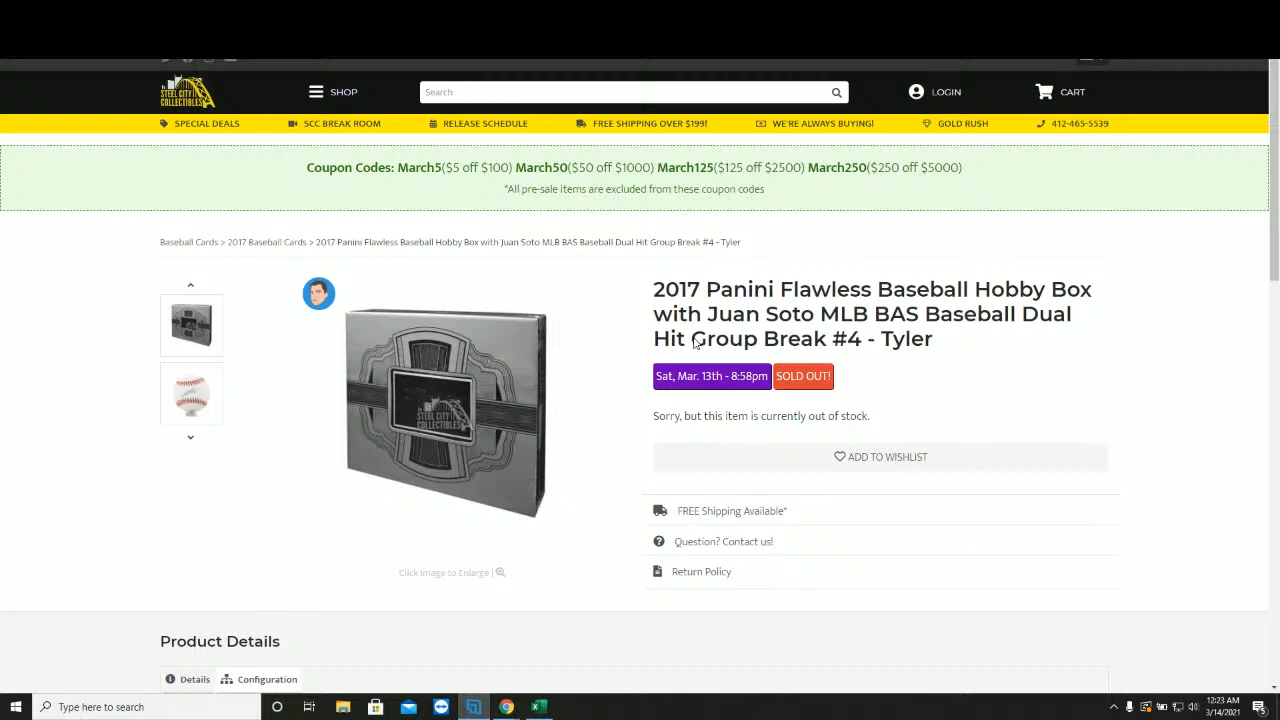 STEEL CITY
COLLECTIBLES
SHOP
Search
LOGIN
CART
SPECIAL DEALS
SCC BREAK ROOM
RELEASE SCHEDULE
FREE SHIPPING OVER $199!
WE'RE ALWAYS BUYING!
GOLD RUSH
412-465-5539
Coupon Codes: March5($5 off $100) March50($50 off $1000) March125($125 off $2500) March250($250 off $5000)
*All pre-sale items are excluded from these coupon codes
Baseball Cards > 2017 Baseball Cards > 2017 Panini Flawless Baseball Hobby Box with Juan Soto MLB BAS Baseball Dual Hit Group Break #4 - Tyler
2017 Panini Flawless Baseball Hobby Box
with Juan Soto MLB BAS Baseball Dual
Hit Group Break #4 - Tyler
Sat, Mar. 13th - 8:58pm
SOLD OUT!
Sorry, but this item is currently out of stock.
ADD TO WISHLIST
STEEL CITY
COLLECTIBLES
FREE Shipping Available*
Question? Contact us!
Return Policy
Click Image to Enlarge |
Product Details
Details
Configuration
Type here to search
12:23 AM
3/14/2021
5